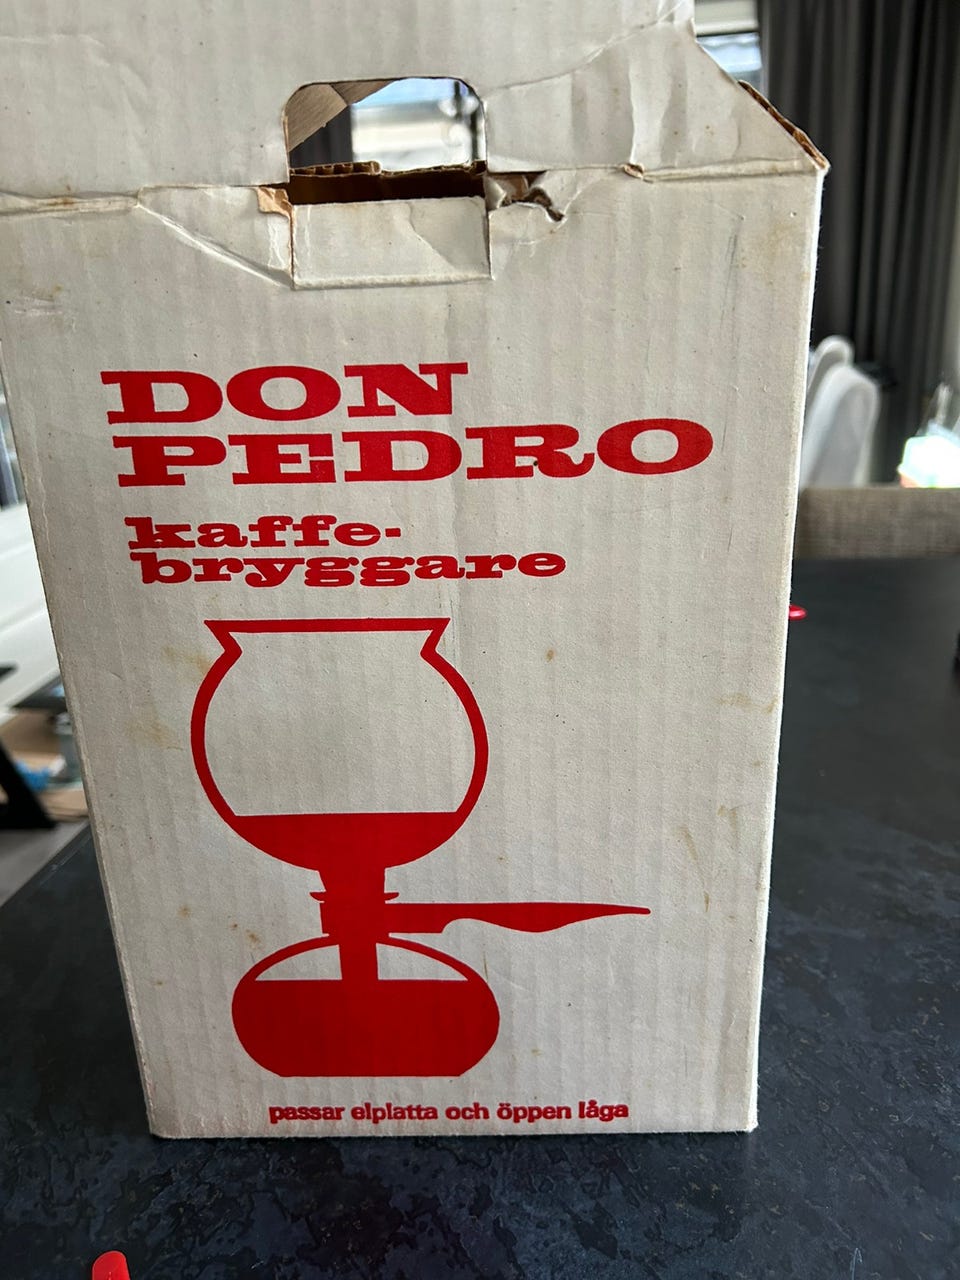 DON
PEDRO
kaffe-
bryggare
passar elplatta och öppen låga